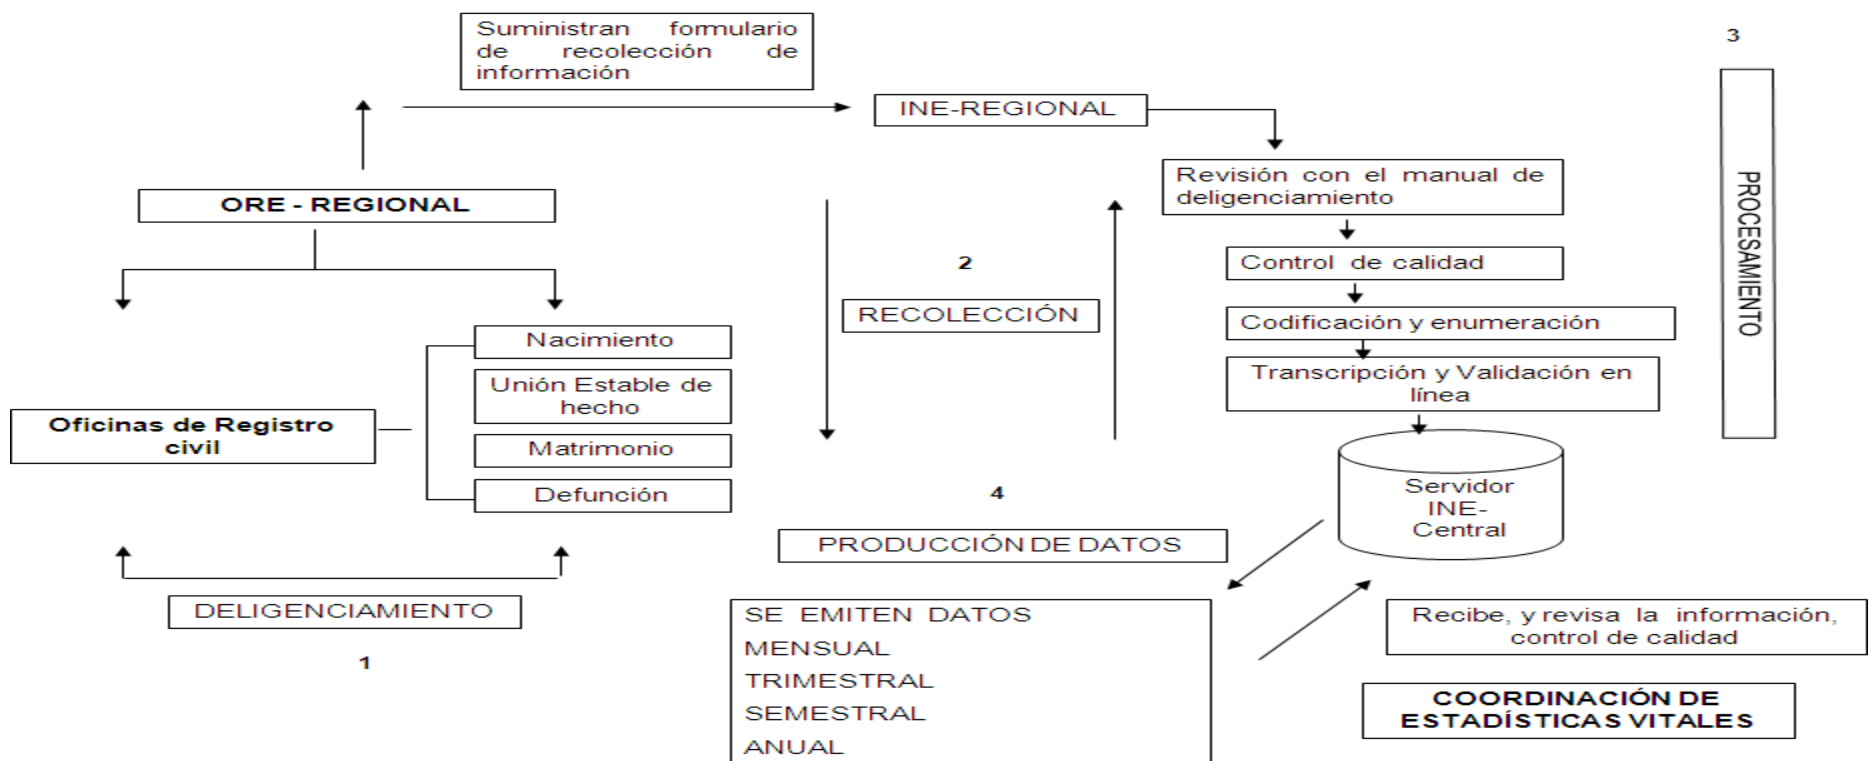 Suministran formulario
de recolección de
información
3
INE-REGIONAL
PROCESAMIENTO
Revisión con el manual de
deligenciamiento
ORE - REGIONAL
2
Control de calidad
RECOLECCIÓN
Codificación y enumeración
Nacimiento
Transcripción y Validación en
línea
Unión Estable de
hecho
Oficinas de Registro
civil
Matrimonio
Defunción
4
Servidor
INE-
Central
PRODUCCIÓN DE DATOS
DELIGENCIAMIENTO
1
SE EMITEN DATOS
MENSUAL
TRIMESTRAL
SEMESTRAL
ANUAL
Recibe, y revisa la información,
control de calidad
COORDINACIÓN DE
ESTADÍSTICAS VITALES